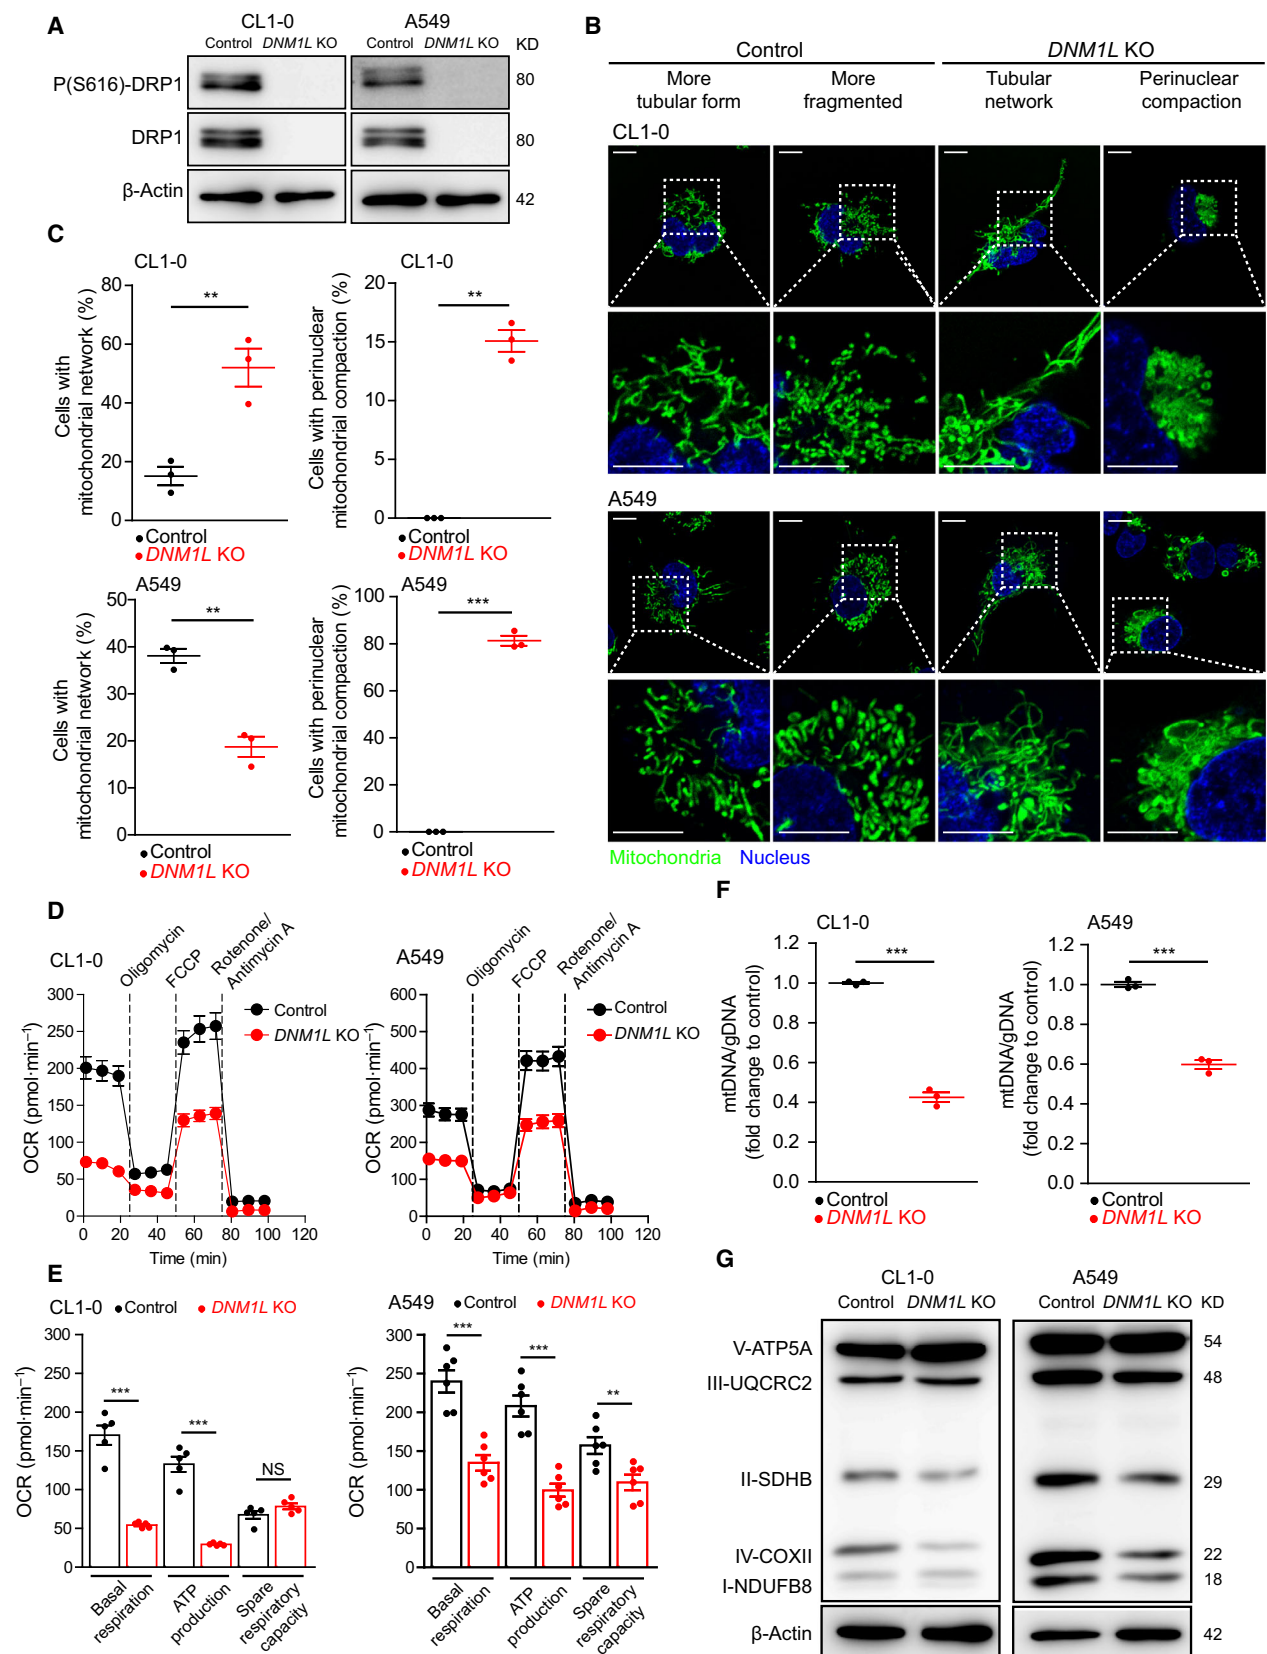 A
CL1-0 A549
Control DNM1L KO Control DNM1L KO KD
P(S616)-DRP1 80
DRP1 80
β-Actin 42
B
Control DNM1L KO
More tubular form
More fragmented
Tubular network
Perinuclear compaction
CL1-0
A549
Mitochondria Nucleus
C
CL1-0
Cells with mitochondrial network (%)
80
60
40
20
0
**
Control
DNM1L KO
CL1-0
Cells with perinuclear mitochondrial compaction (%)
20
15
10
5
0
**
Control
DNM1L KO
A549
Cells with mitochondrial network (%)
50
40
30
20
10
0
**
Control
DNM1L KO
A549
Cells with perinuclear mitochondrial compaction (%)
100
80
60
40
20
0
***
Control
DNM1L KO
D
CL1-0
Oligomycin
FCCP
Rotenone/
Antimycin A
OCR (pmol·min⁻¹)
300
250
200
150
100
50
0
0 20 40 60 80 100 120
Time (min)
Control
DNM1L KO
A549
Oligomycin
FCCP
Rotenone/
Antimycin A
OCR (pmol·min⁻¹)
600
500
400
300
200
100
0
0 20 40 60 80 100 120
Time (min)
Control
DNM1L KO
E
CL1-0 Control DNM1L KO
OCR (pmol·min⁻¹)
300
250
200
150
100
50
0
*** *** NS
Basal respiration
ATP production
Spare respiratory capacity
A549 Control DNM1L KO
OCR (pmol·min⁻¹)
300
250
200
150
100
50
0
*** *** **
Basal respiration
ATP production
Spare respiratory capacity
F
CL1-0
mtDNA/gDNA
(fold change to control)
1.2
1.0
0.8
0.6
0.4
0.2
0.0
***
Control
DNM1L KO
A549
mtDNA/gDNA
(fold change to control)
1.2
1.0
0.8
0.6
0.4
0.2
0.0
***
Control
DNM1L KO
G
CL1-0 A549
Control DNM1L KO Control DNM1L KO KD
V-ATP5A 54
III-UQCRC2 48
II-SDHB 29
IV-COXII 22
I-NDUFB8 18
β-Actin 42